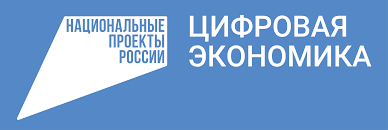 НАЦИОНАЛЬНЫЕ
ПРОЕКТЫ
РОССИИ
ЦИФРОВАЯ
ЭКОНОМИКА